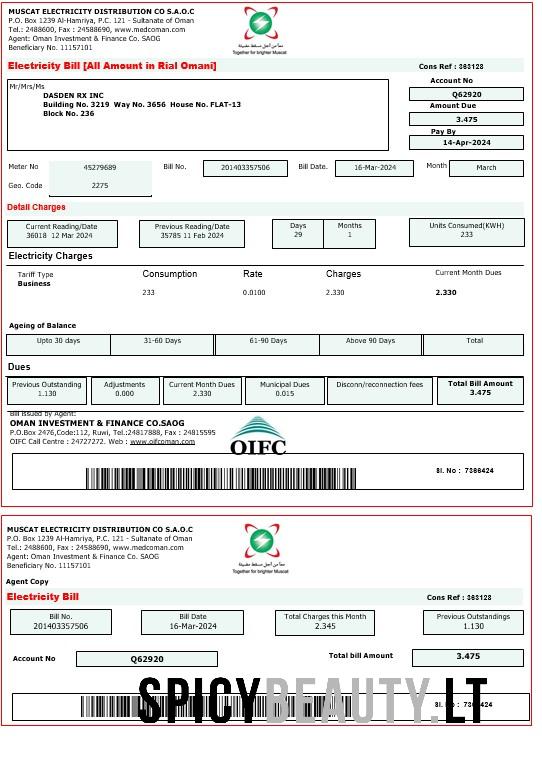 MUSCAT ELECTRICITY DISTRIBUTION CO S.A.O.C
P.O. Box 1239 Al-Hamriya, P.C. 121 - Sultanate of Oman
Tel.: 2488600, Fax : 24588690, www.medcoman.com
Agent: Oman Investment & Finance Co. SAOG
Beneficiary No. 11157101
Together for brighter Muscat
Electricity Bill [All Amount in Rial Omani]
Cons Ref : 363128
Mr/Mrs/Ms
DASDEN RX INC
Building No. 3219 Way No. 3656 House No. FLAT-13
Block No. 236
Account No
Q62920
Amount Due
3.475
Pay By
14-Apr-2024
Meter No 45279689 Bill No. 201403357506 Bill Date. 16-Mar-2024 Month March
Geo. Code 2275
Detail Charges
Current Reading/Date Previous Reading/Date Days Months Units Consumed(KWH)
36018 12 Mar 2024 35785 11 Feb 2024 29 1 233
Electricity Charges
Tariff Type Consumption Rate Charges Current Month Dues
Business
233 0.0100 2.330 2.330
Ageing of Balance
Upto 30 days 31-60 Days 61-90 Days Above 90 Days Total
Dues
Previous Outstanding Adjustments Current Month Dues Municipal Dues Disconn/reconnection fees Total Bill Amount
1.130 0.000 2.330 0.015 3.475
Bill issued by Agent:
OMAN INVESTMENT & FINANCE CO.SAOG
P.O.Box 2476,Code:112, Ruwi, Tel.:24817888, Fax : 24815595
OIFC Call Centre : 24727272. Web : www.oifcoman.com
OIFC
Sl. No : 7366424
MUSCAT ELECTRICITY DISTRIBUTION CO S.A.O.C
P.O. Box 1239 Al-Hamriya, P.C. 121 - Sultanate of Oman
Tel.: 2488600, Fax : 24588690, www.medcoman.com
Agent: Oman Investment & Finance Co. SAOG
Beneficiary No. 11157101
Together for brighter Muscat
Agent Copy
Electricity Bill
Cons Ref : 363128
Bill No. Bill Date Total Charges this Month Previous Outstandings
201403357506 16-Mar-2024 2.345 1.130
Account No Q62920 Total bill Amount 3.475
SPICYBEAUTY.LT